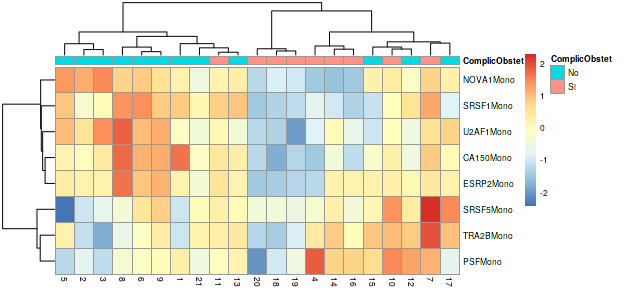 ComplicObstet
ComplicObstet
No
SI
NOVA1Mono
SRSF1Mono
U2AF1Mono
CA150Mono
ESRP2Mono
SRSF5Mono
TRA2BMono
PSFMono
2
1
0
-1
-2
5 2 3 8 6 9 1 21 11 13 20 18 19 4 14 16 15 10 12 7 17